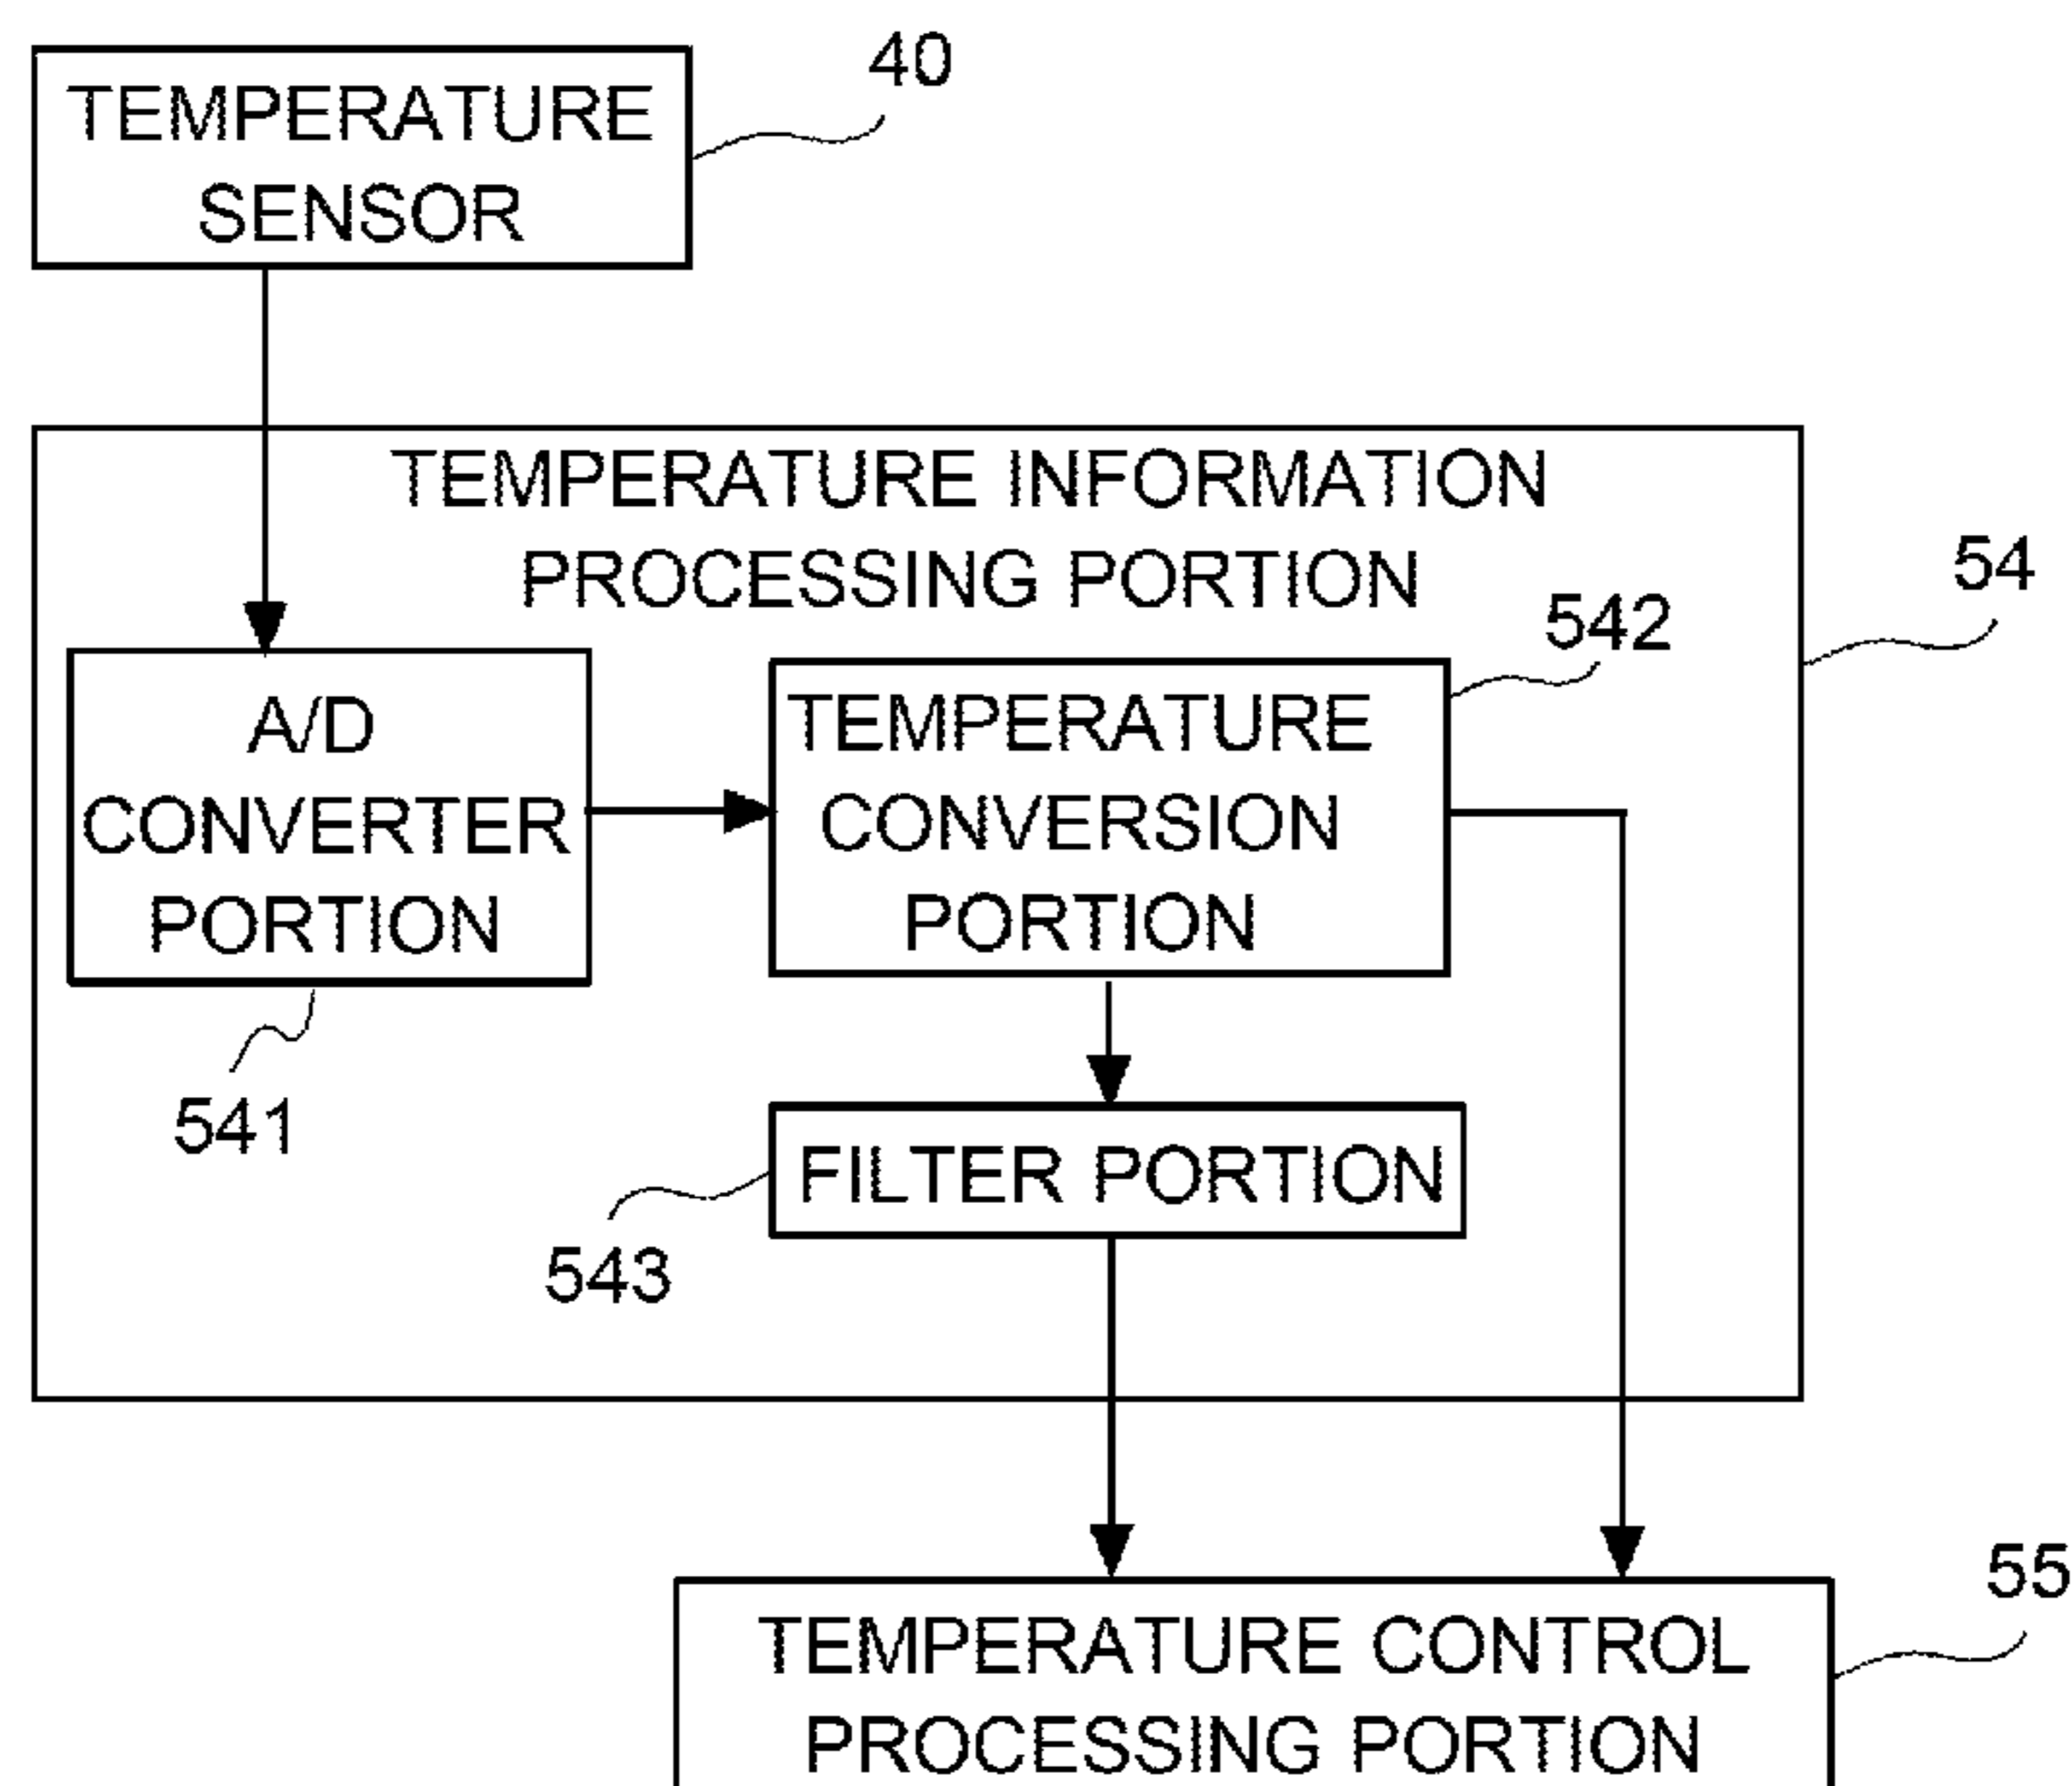 40
TEMPERATURE
SENSOR
TEMPERATURE INFORMATION
PROCESSING PORTION
54
542
A/D
CONVERTER
PORTION
TEMPERATURE
CONVERSION
PORTION
541
FILTER PORTION
543
55
TEMPERATURE CONTROL
PROCESSING PORTION